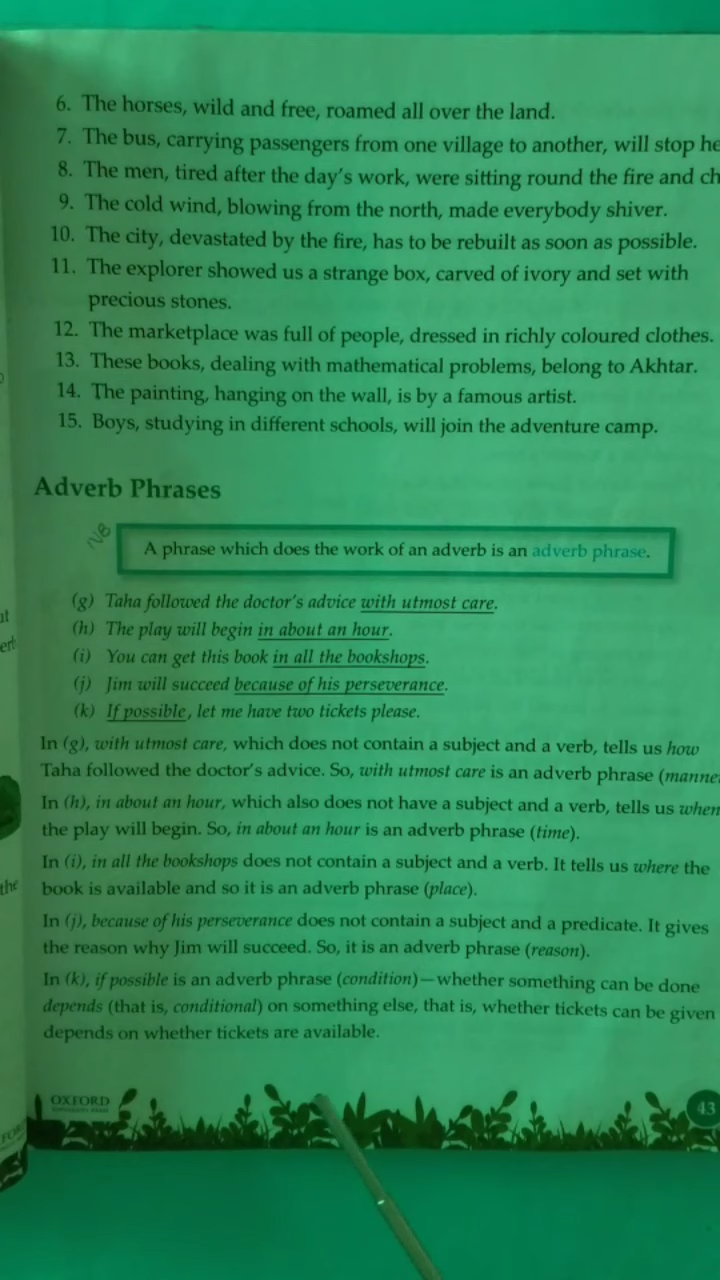 6. The horses, wild and free, roamed all over the land.
7. The bus, carrying passengers from one village to another, will stop he
8. The men, tired after the day's work, were sitting round the fire and ch
9. The cold wind, blowing from the north, made everybody shiver.
10. The city, devastated by the fire, has to be rebuilt as soon as possible.
11. The explorer showed us a strange box, carved of ivory and set with
precious stones.
12. The marketplace was full of people, dressed in richly coloured clothes.
13. These books, dealing with mathematical problems, belong to Akhtar.
14. The painting, hanging on the wall, is by a famous artist.
15. Boys, studying in different schools, will join the adventure camp.
Adverb Phrases
NB
A phrase which does the work of an adverb is an adverb phrase.
(g) Taha followed the doctor's advice with utmost care.
(h) The play will begin in about an hour.
(i) You can get this book in all the bookshops.
(j) Jim will succeed because of his perseverance.
(k) If possible, let me have two tickets please.
In (g), with utmost care, which does not contain a subject and a verb, tells us how
Taha followed the doctor's advice. So, with utmost care is an adverb phrase (manne
In (h), in about an hour, which also does not have a subject and a verb, tells us when
the play will begin. So, in about an hour is an adverb phrase (time).
In (i), in all the bookshops does not contain a subject and a verb. It tells us where the
book is available and so it is an adverb phrase (place).
In (j), because of his perseverance does not contain a subject and a predicate. It gives
the reason why Jim will succeed. So, it is an adverb phrase (reason).
In (k), if possible is an adverb phrase (condition)—whether something can be done
depends (that is, conditional) on something else, that is, whether tickets can be given
depends on whether tickets are available.
OXFORD
UNIVERSITY PRESS
43
the